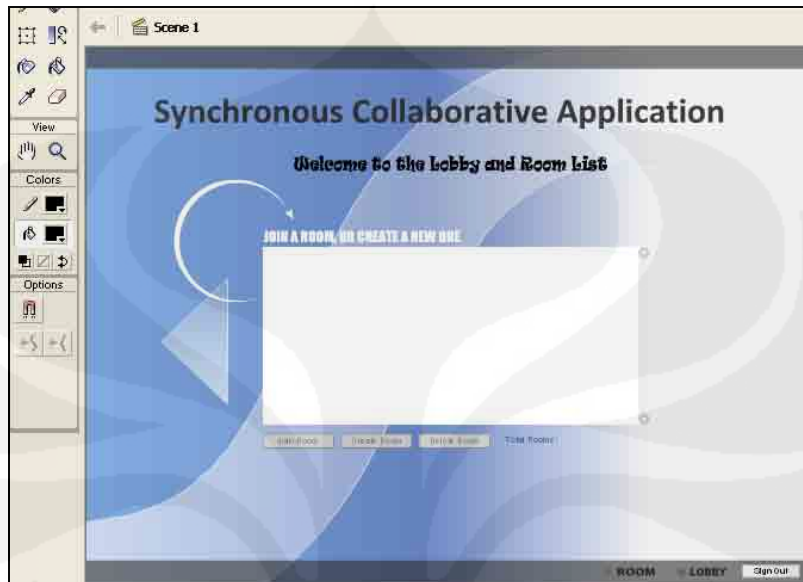 Scene 1
View
Colors
Options
Synchronous Collaborative Application
Welcome to the Lobby and Room List
JOIN A ROOM, OR CREATE A NEW ONE
Total Rooms
ROOM LOBBY Sign Out